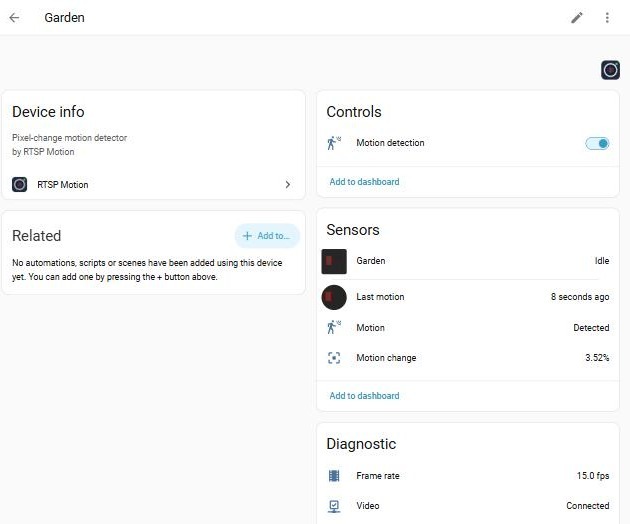 Garden
Device info
Pixel-change motion detector
by RTSP Motion
RTSP Motion
Related
Add to...
No automations, scripts or scenes have been added using this device
yet. You can add one by pressing the + button above.
Controls
Motion detection
Add to dashboard
Sensors
Garden Idle
Last motion 8 seconds ago
Motion Detected
Motion change 3.52%
Add to dashboard
Diagnostic
Frame rate 15.0 fps
Video Connected